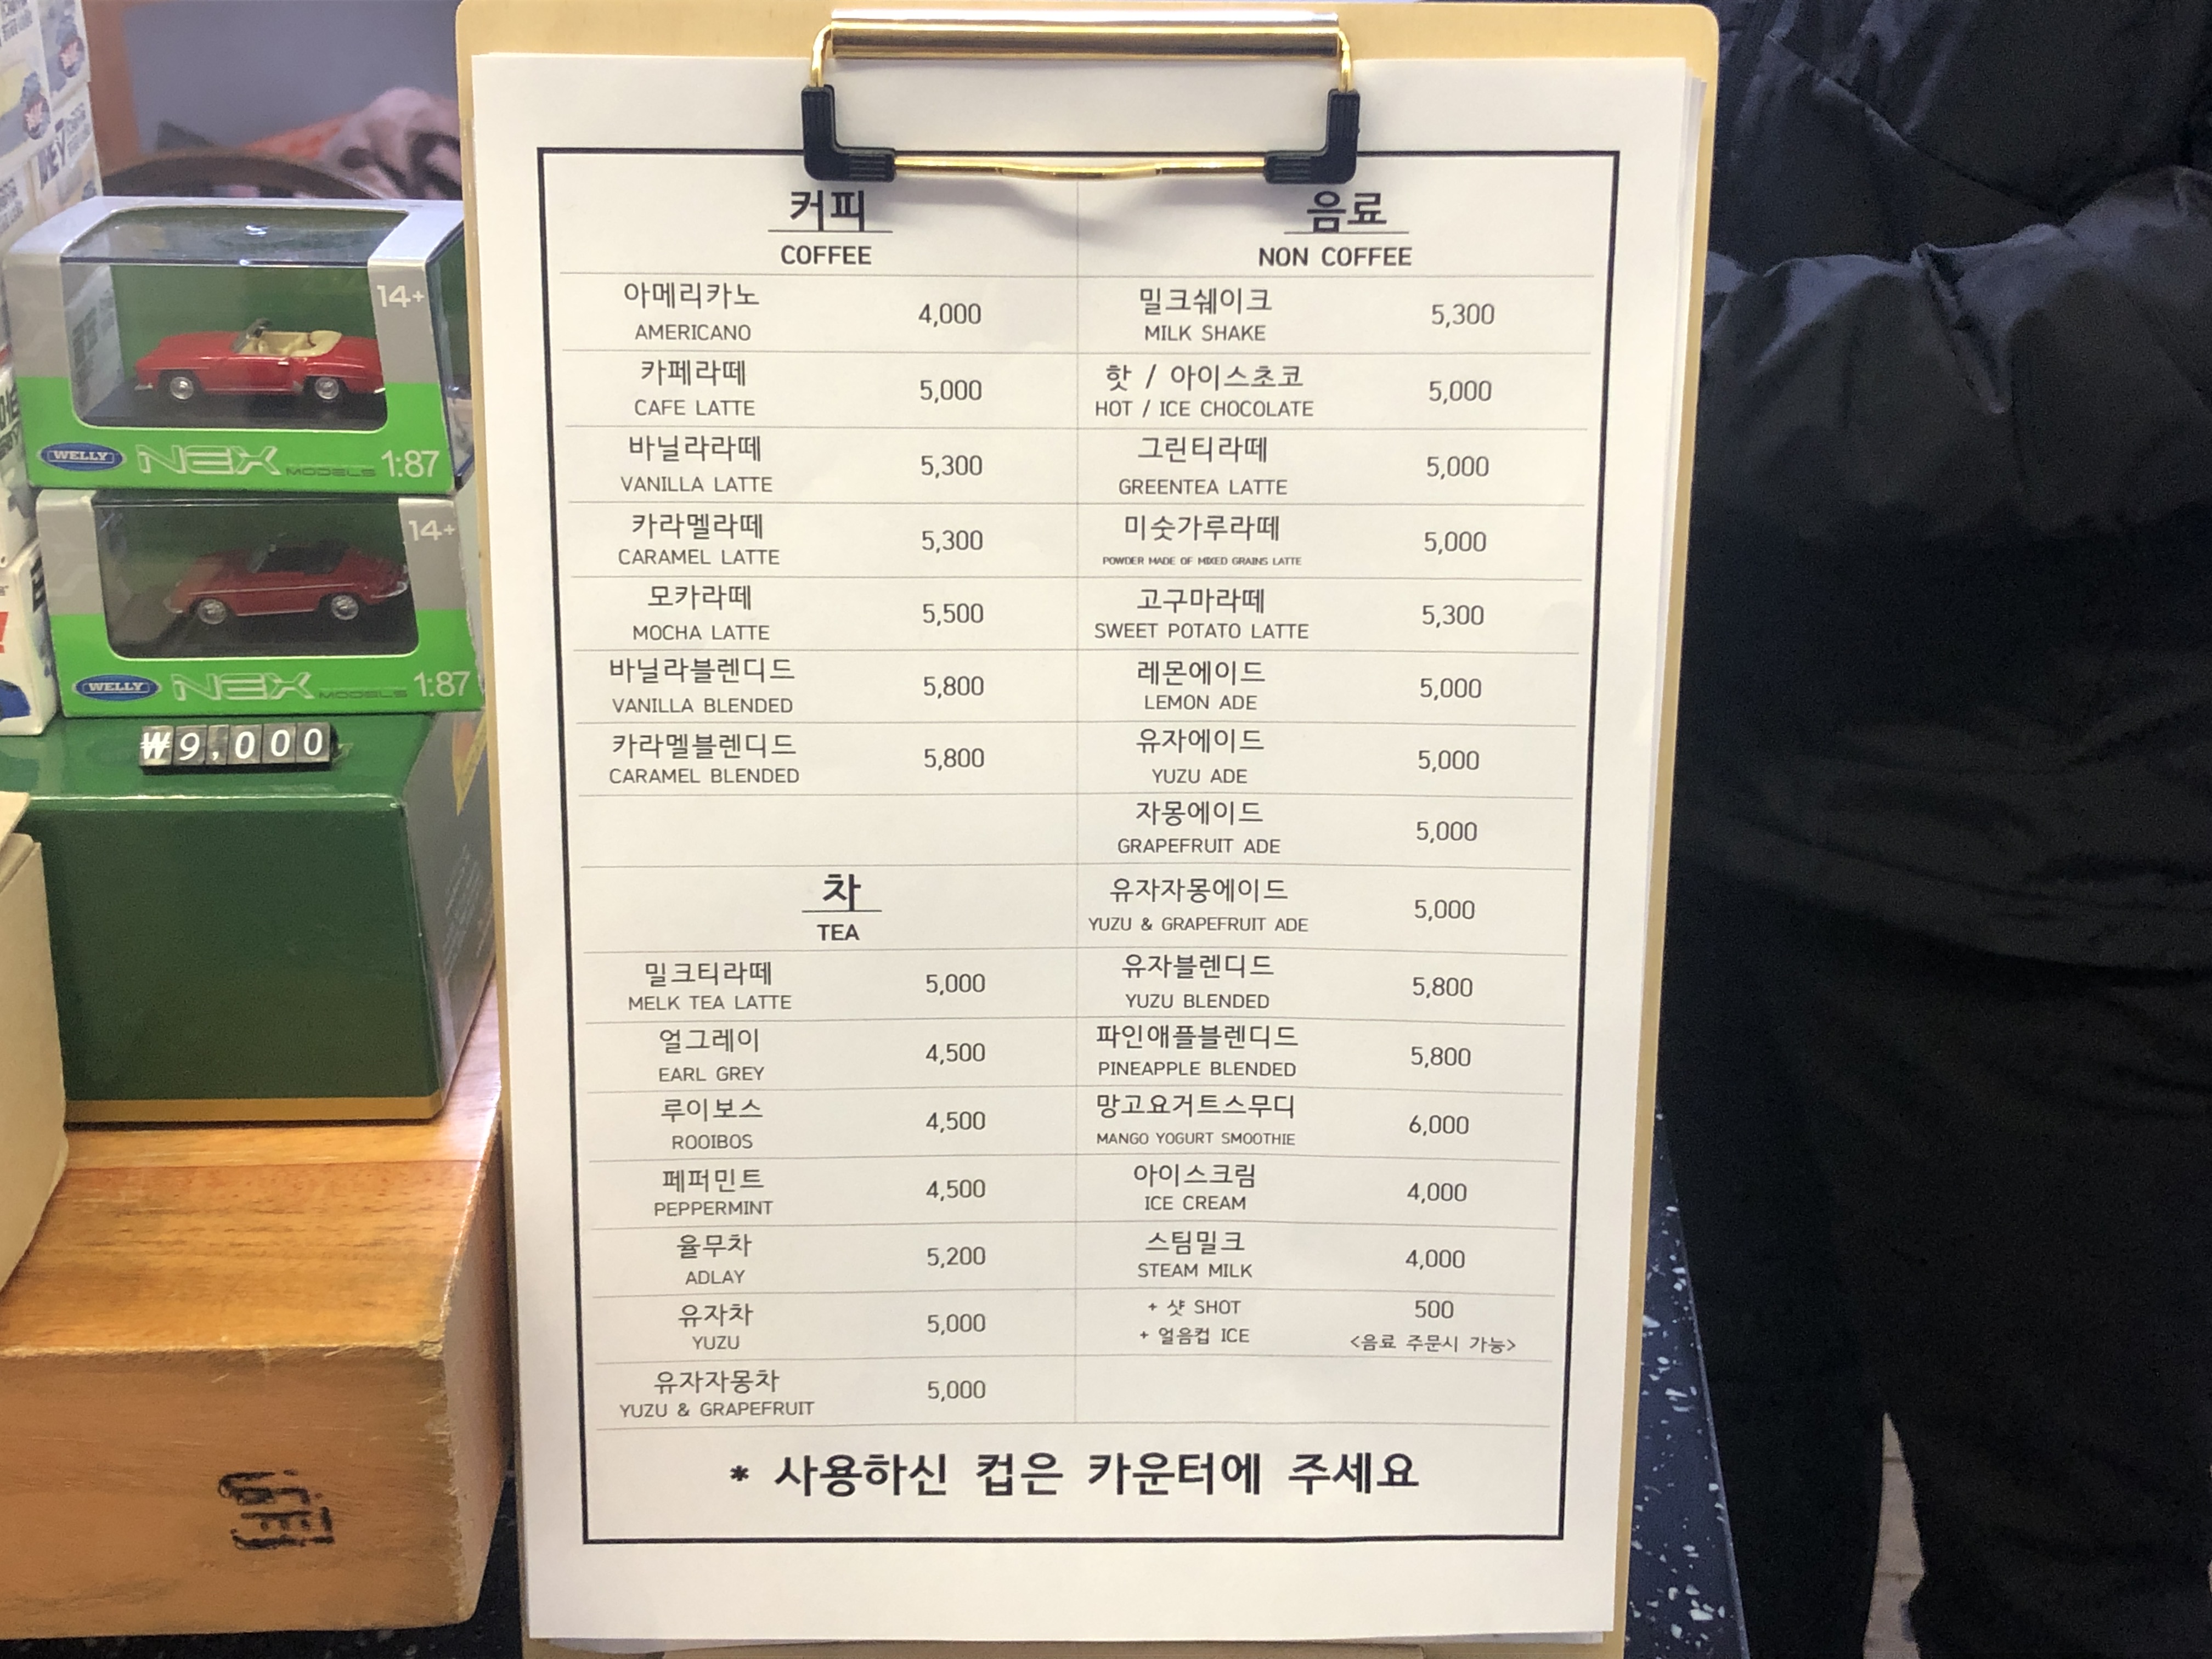 커피
COFFEE
아메리카노
AMERICANO
4,000
카페라떼
CAFE LATTE
5,000
바닐라라떼
VANILLA LATTE
5,300
카라멜라떼
CARAMEL LATTE
5,300
모카라떼
MOCHA LATTE
5,500
바닐라블렌디드
VANILLA BLENDED
5,800
카라멜블렌디드
CARAMEL BLENDED
5,800
차
TEA
밀크티라떼
MELK TEA LATTE
5,000
얼그레이
EARL GREY
4,500
루이보스
ROOIBOS
4,500
페퍼민트
PEPPERMINT
4,500
율무차
ADLAY
5,200
유자차
YUZU
5,000
유자자몽차
YUZU & GRAPEFRUIT
5,000
음료
NON COFFEE
밀크쉐이크
MILK SHAKE
5,300
핫 / 아이스초코
HOT / ICE CHOCOLATE
5,000
그린티라떼
GREENTEA LATTE
5,000
미숫가루라떼
POWDER MADE OF MIXED GRAINS LATTE
5,000
고구마라떼
SWEET POTATO LATTE
5,300
레몬에이드
LEMON ADE
5,000
유자에이드
YUZU ADE
5,000
자몽에이드
GRAPEFRUIT ADE
5,000
유자자몽에이드
YUZU & GRAPEFRUIT ADE
5,000
유자블렌디드
YUZU BLENDED
5,800
파인애플블렌디드
PINEAPPLE BLENDED
5,800
망고요거트스무디
MANGO YOGURT SMOOTHIE
6,000
아이스크림
ICE CREAM
4,000
스팀밀크
STEAM MILK
4,000
+ 샷 SHOT
+ 얼음컵 ICE
500
<음료 주문시 가능>
* 사용하신 컵은 카운터에 주세요
14+
WELLY NEX MODELS 1:87
14+
WELLY NEX MODELS 1:87
₩9,000